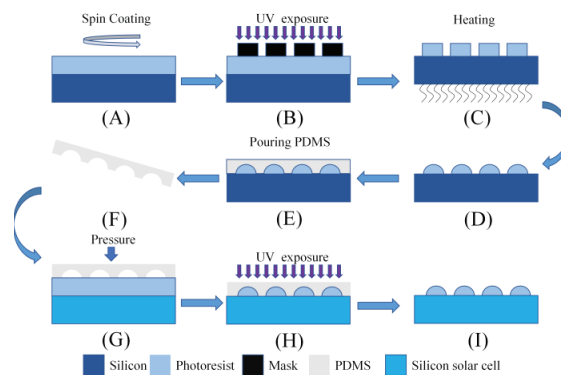 Spin Coating
UV exposure
Heating
(A)
(B)
(C)
Pouring PDMS
(F)
(E)
(D)
Pressure
UV exposure
(G)
(H)
(I)
Silicon
Photoresist
Mask
PDMS
Silicon solar cell